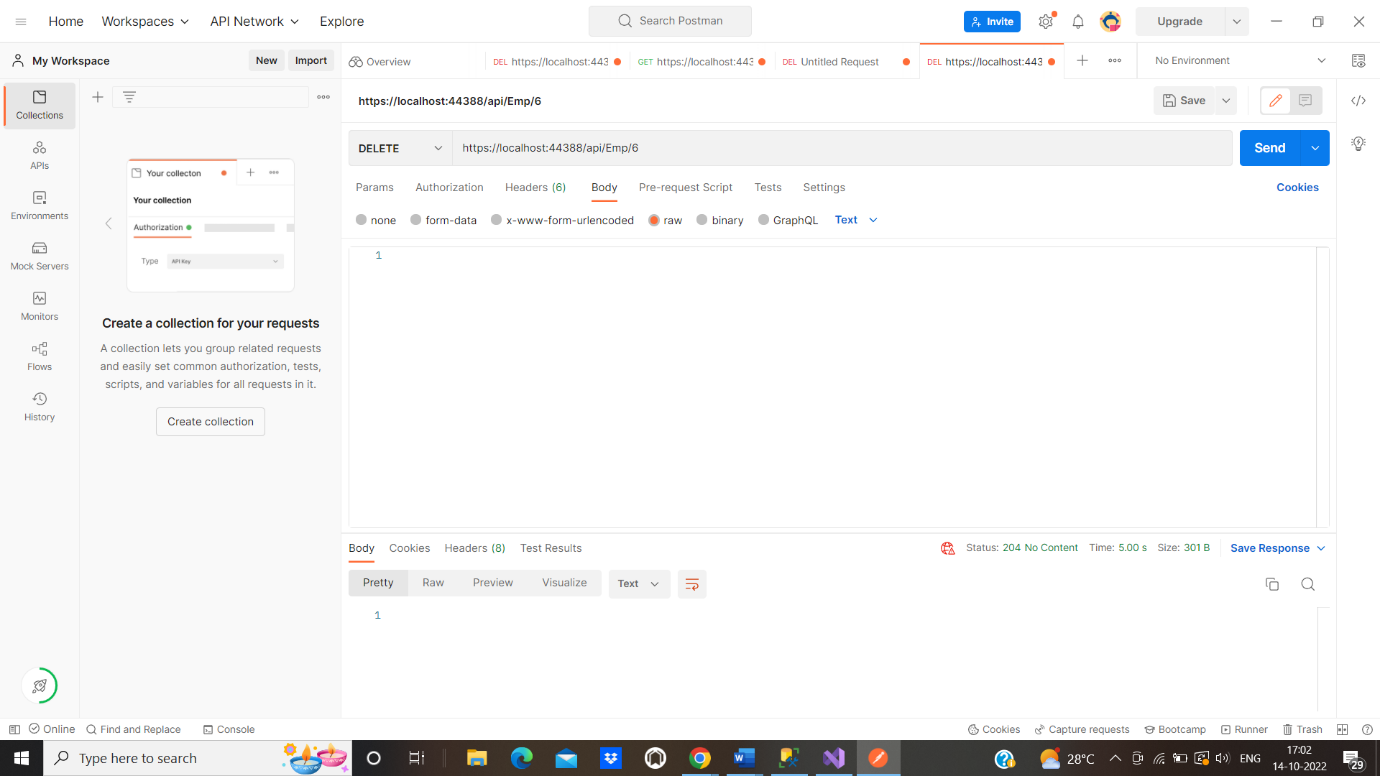 Home Workspaces API Network Explore Search Postman Invite Upgrade
My Workspace New Import Overview DEL https://localhost:443 GET https://localhost:443 DEL Untitled Request DEL https://localhost:443 No Environment
Collections
APIs
Environments
Mock Servers
Monitors
Flows
History
Your collecton
Your collection
Authorization
Type API Key
Create a collection for your requests
A collection lets you group related requests
and easily set common authorization, tests,
scripts, and variables for all requests in it.
Create collection
https://localhost:44388/api/Emp/6 Save
DELETE https://localhost:44388/api/Emp/6 Send
Params Authorization Headers (6) Body Pre-request Script Tests Settings Cookies
none form-data x-www-form-urlencoded raw binary GraphQL Text
1
Body Cookies Headers (8) Test Results Status: 204 No Content Time: 5.00 s Size: 301 B Save Response
Pretty Raw Preview Visualize Text
1
Online Find and Replace Console Cookies Capture requests Bootcamp Runner Trash
Type here to search 28°C ENG 17:02
14-10-2022 29